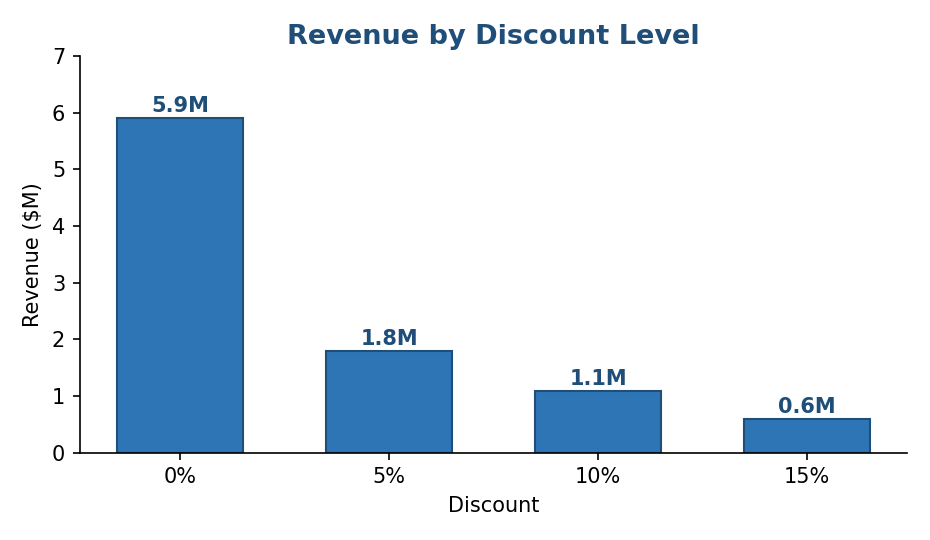 Revenue by Discount Level
Revenue ($M)
7
6
5
4
3
2
1
0
5.9M
1.8M
1.1M
0.6M
0%
5%
10%
15%
Discount